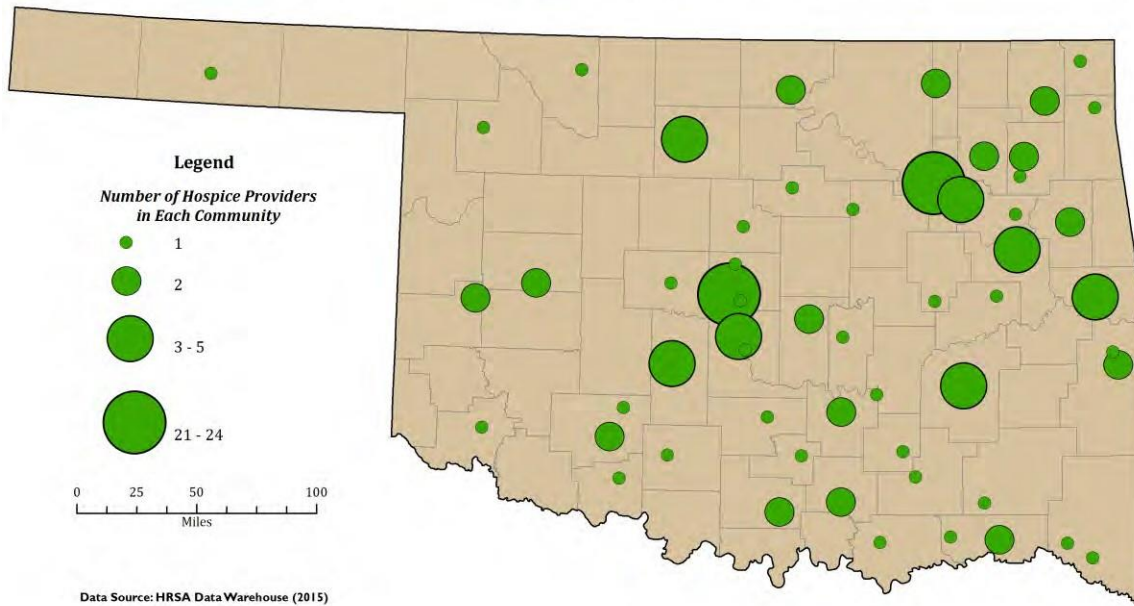 Legend
Number of Hospice Providers
in Each Community
1
2
3 - 5
21 - 24
0 25 50 100
Miles
Data Source: HRSA Data Warehouse (2015)